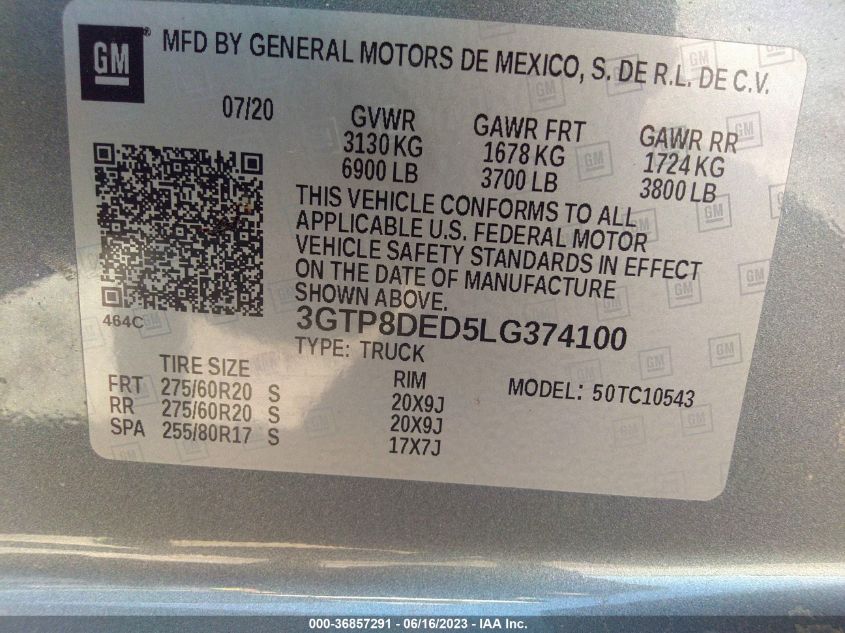 GM ® MFD BY GENERAL MOTORS DE MEXICO, S. DE R.L. DE C.V.
07/20
GVWR
3130 KG
6900 LB
GAWR FRT
1678 KG
3700 LB
GAWR RR
1724 KG
3800 LB
THIS VEHICLE CONFORMS TO ALL
APPLICABLE U.S. FEDERAL MOTOR
VEHICLE SAFETY STANDARDS IN EFFECT
ON THE DATE OF MANUFACTURE
SHOWN ABOVE.
464C
3GTP8DED5LG374100
TYPE: TRUCK
MODEL: 50TC10543
TIRE SIZE RIM
FRT 275/60R20 S 20X9J
RR 275/60R20 S 20X9J
SPA 255/80R17 S 17X7J
000-36857291 - 06/16/2023 - IAA Inc.